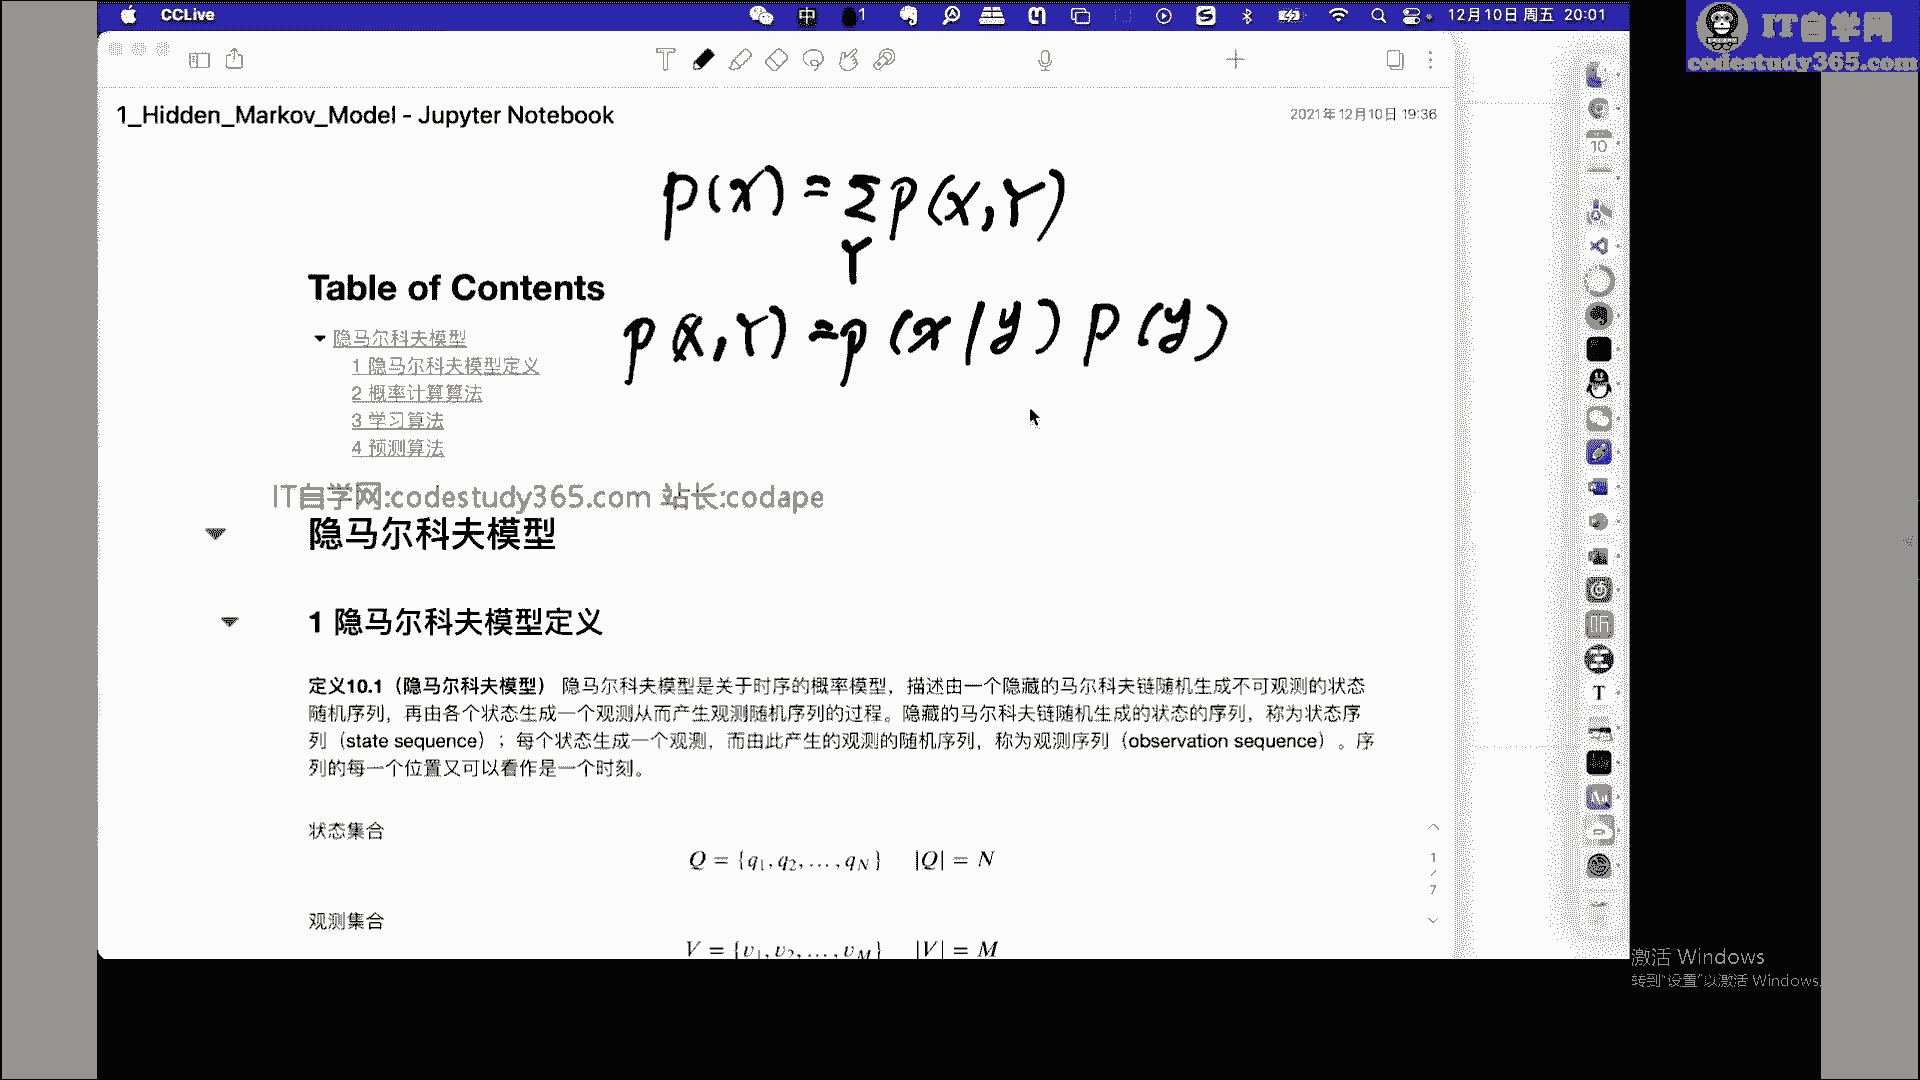 CCLive
中
1
12月10日 周五 20:01
IT自学网
codestudy365.com
1_Hidden_Markov_Model - Jupyter Notebook
2021年12月10日 19:36
P(X) = Σ P(X,Y)
Y
P(X,Y) = P(x|y) P(y)
Table of Contents
隐马尔科夫模型
1 隐马尔科夫模型定义
2 概率计算算法
3 学习算法
4 预测算法
IT自学网:codestudy365.com 站长:codape
隐马尔科夫模型
1 隐马尔科夫模型定义
定义10.1（隐马尔科夫模型） 隐马尔科夫模型是关于时序的概率模型，描述由一个隐藏的马尔科夫链随机生成不可观测的状态
随机序列，再由各个状态生成一个观测从而产生观测随机序列的过程。隐藏的马尔科夫链随机生成的状态的序列，称为状态序
列（state sequence）；每个状态生成一个观测，而由此产生的观测的随机序列，称为观测序列（observation sequence）。序
列的每一个位置又可以看作是一个时刻。
状态集合
Q = {q₁, q₂, …, q_N} |Q| = N
观测集合
V = {v₁, v₂, …, v_M} |V| = M
1
/
7
10
T
激活 Windows
转到"设置"以激活 Windows。